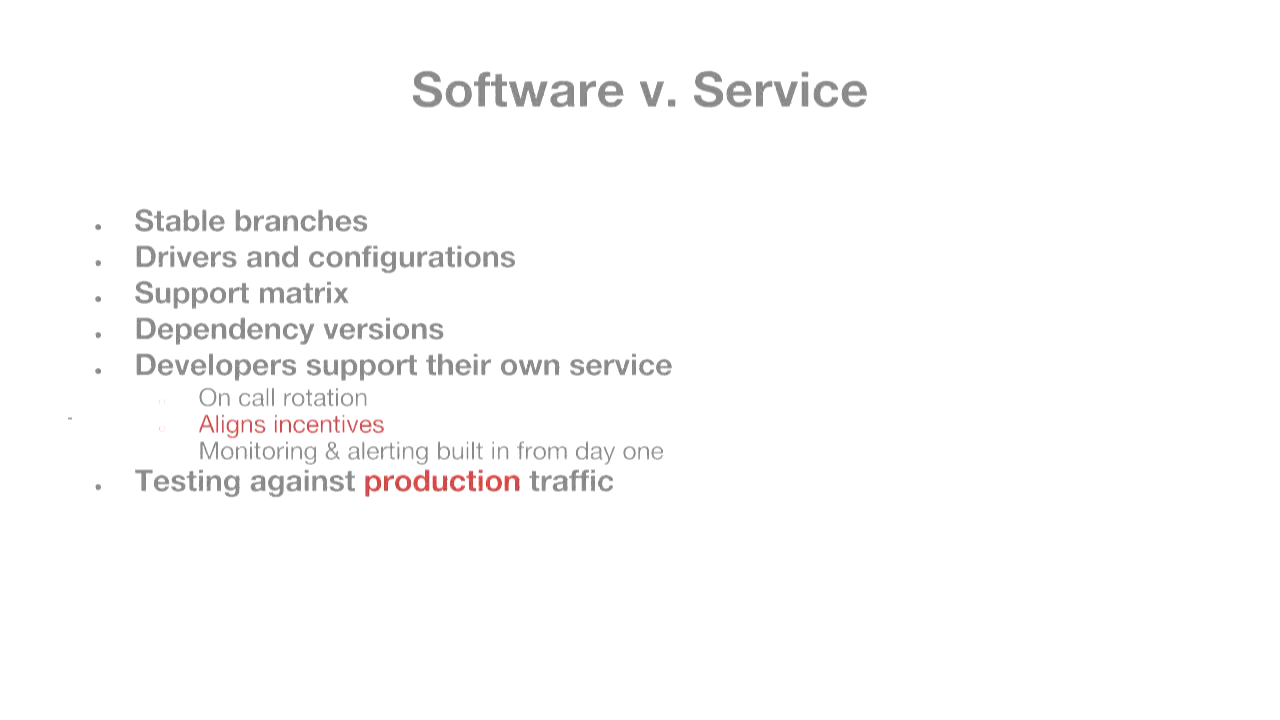 Software v. Service
Stable branches
Drivers and configurations
Support matrix
Dependency versions
Developers support their own service
On call rotation
Aligns incentives
Monitoring & alerting built in from day one
Testing against production traffic